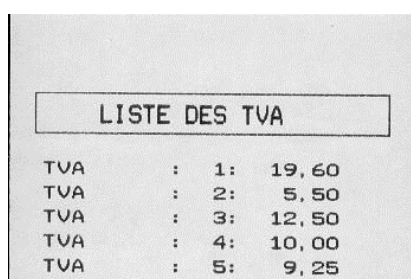 LISTE DES TVA
TVA : 1: 19,60
TVA : 2: 5,50
TVA : 3: 12,50
TVA : 4: 10,00
TVA : 5: 9,25